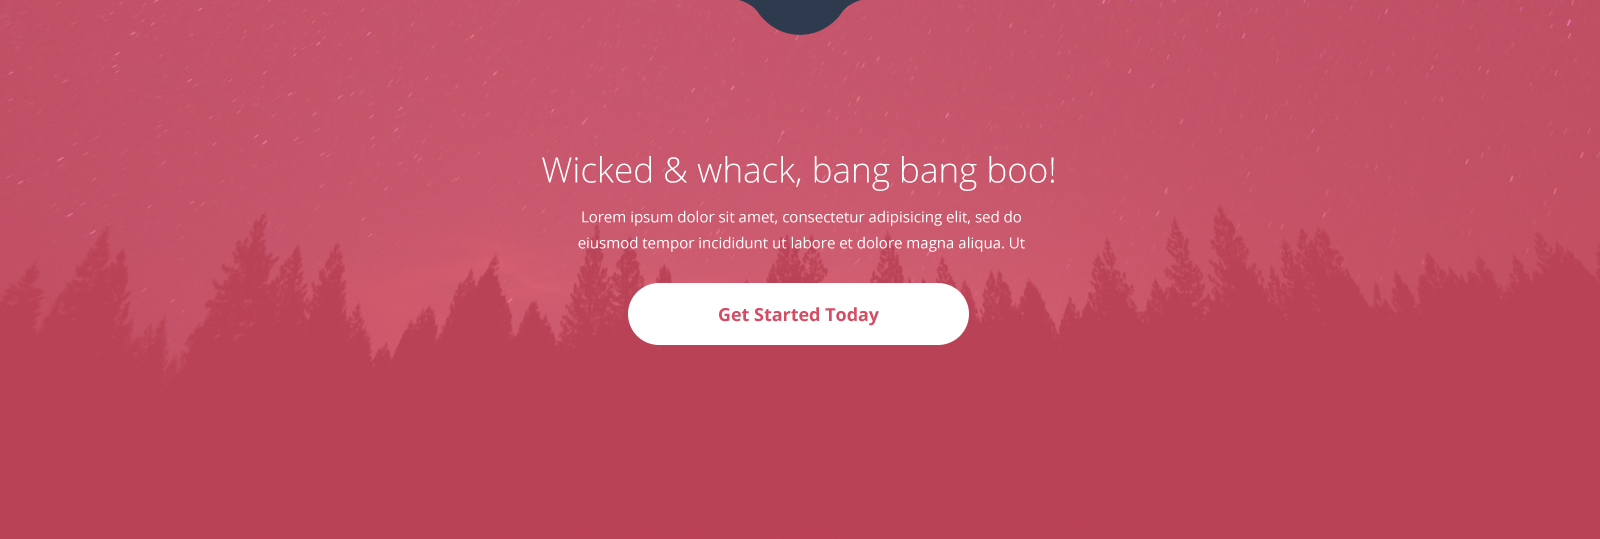 Wicked & whack, bang bang boo!
Lorem ipsum dolor sit amet, consectetur adipisicing elit, sed do
eiusmod tempor incididunt ut labore et dolore magna aliqua. Ut
Get Started Today